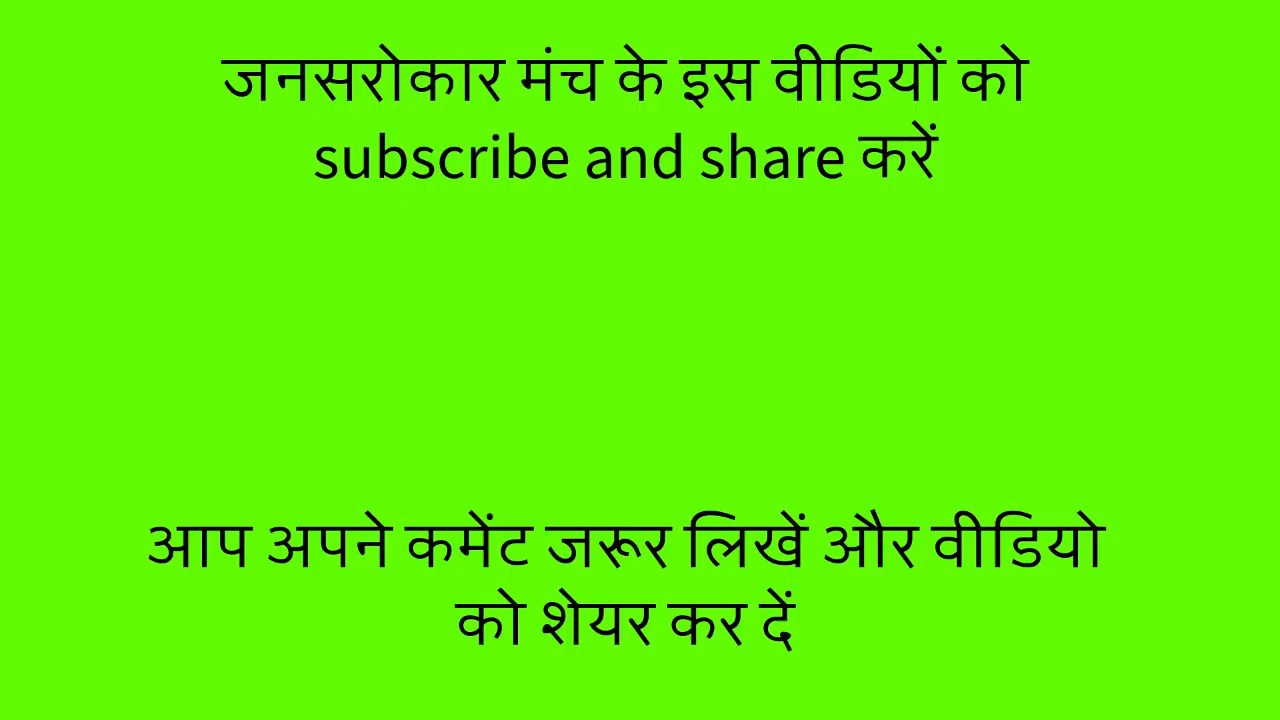 जनसरोकार मंच के इस वीडियों को
subscribe and share करें
आप अपने कमेंट जरूर लिखें और वीडियो
को शेयर कर दें